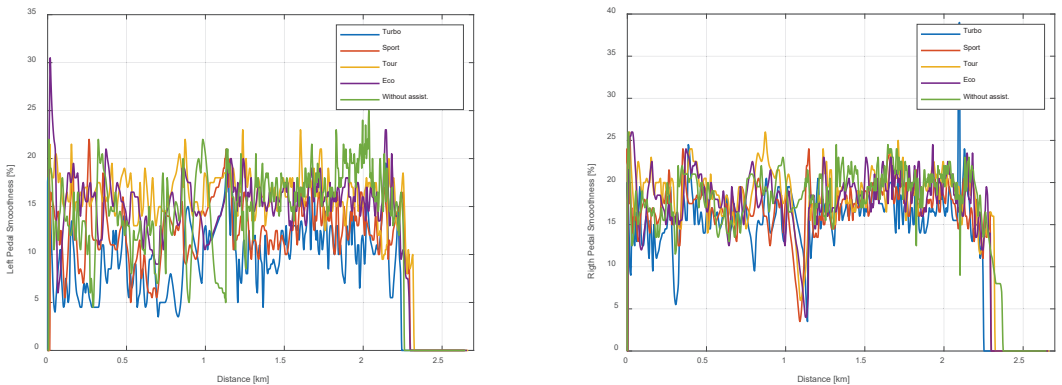 35
30
25
20
15
10
5
0
Left Pedal Smooothness [%]
0 0.5 1 1.5 2 2.5
Distance [km]
Turbo
Sport
Tour
Eco
Without assist.
40
35
30
25
20
15
10
5
0
Rigth Pedal Smoothness [%]
0 0.5 1 1.5 2 2.5
Distance [km]
Turbo
Sport
Tour
Eco
Without assist.